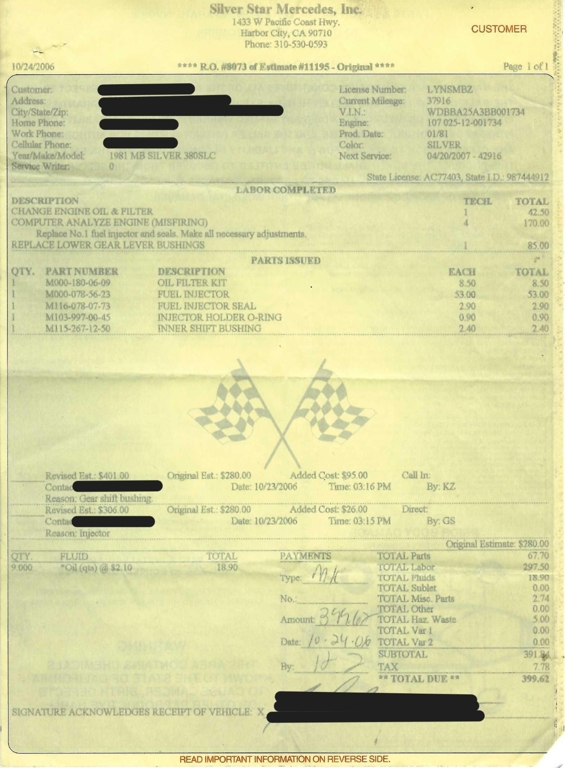 Silver Star Mercedes, Inc.
1433 W Pacific Coast Hwy.
Harbor City, CA 90710
Phone: 310-530-0593
CUSTOMER
10/24/2006 **** R.O. #8073 of Estimate #11195 - Original **** Page 1 of 1
Customer: License Number: LYNSMBZ
Address: Current Mileage: 37916
City/State/Zip: V.I.N.: WDBBA25A3BB001734
Home Phone: Engine: 107 025-12-001734
Work Phone: Prod. Date: 01/81
Cellular Phone: Color: SILVER
Year/Make/Model: 1981 MB SILVER 380SLC Next Service: 04/20/2007 - 42916
Service Writer: 0
State License: AC77403, State I.D.: 987444912
LABOR COMPLETED
DESCRIPTION TECH. TOTAL
CHANGE ENGINE OIL & FILTER 1 42.50
COMPUTER ANALYZE ENGINE (MISFIRING) 4 170.00
Replace No.1 fuel injector and seals. Make all necessary adjustments.
REPLACE LOWER GEAR LEVER BUSHINGS 1 85.00
PARTS ISSUED
QTY. PART NUMBER DESCRIPTION EACH TOTAL
1 M000-180-06-09 OIL FILTER KIT 8.50 8.50
1 M000-078-56-23 FUEL INJECTOR 53.00 53.00
1 M116-078-07-73 FUEL INJECTOR SEAL 2.90 2.90
1 M103-997-00-45 INJECTOR HOLDER O-RING 0.90 0.90
1 M115-267-12-50 INNER SHIFT BUSHING 2.40 2.40
Revised Est.: $401.00 Original Est.: $280.00 Added Cost: $95.00 Call In:
Contac Date: 10/23/2006 Time: 03:16 PM By: KZ
Reason: Gear shift bushing.
Revised Est.: $306.00 Original Est.: $280.00 Added Cost: $26.00 Direct:
Contac Date: 10/23/2006 Time: 03:15 PM By: GS
Reason: Injector
Original Estimate: $280.00
QTY. FLUID TOTAL PAYMENTS TOTAL Parts 67.70
9.000 *Oil (qts) @ $2.10 18.90 TOTAL Labor 297.50
Type: TOTAL Fluids 18.90
TOTAL Sublet 0.00
No.: TOTAL Misc. Parts 2.74
TOTAL Other 0.00
Amount: 399.62 TOTAL Haz. Waste 5.00
TOTAL Var 1 0.00
Date: 10-24-06 TOTAL Var 2 0.00
SUBTOTAL 391.84
By: TAX 7.78
** TOTAL DUE ** 399.62
SIGNATURE ACKNOWLEDGES RECEIPT OF VEHICLE: X
READ IMPORTANT INFORMATION ON REVERSE SIDE.